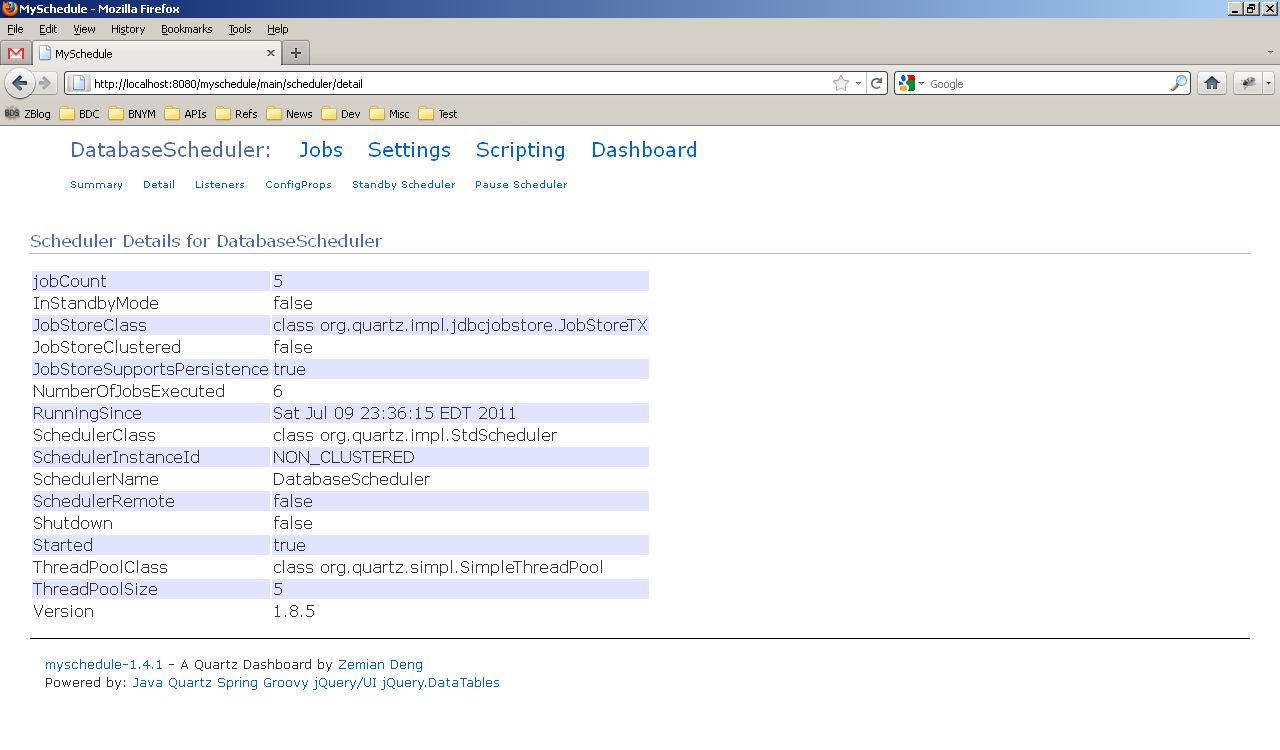 MySchedule - Mozilla Firefox
File Edit View History Bookmarks Tools Help
MySchedule
http://localhost:8080/myschedule/main/scheduler/detail Google
BDS ZBlog BDC BNYM APIs Refs News Dev Misc Test
DatabaseScheduler: Jobs Settings Scripting Dashboard
Summary Detail Listeners ConfigProps Standby Scheduler Pause Scheduler
Scheduler Details for DatabaseScheduler
jobCount 5
InStandbyMode false
JobStoreClass class org.quartz.impl.jdbcjobstore.JobStoreTX
JobStoreClustered false
JobStoreSupportsPersistence true
NumberOfJobsExecuted 6
RunningSince Sat Jul 09 23:36:15 EDT 2011
SchedulerClass class org.quartz.impl.StdScheduler
SchedulerInstanceId NON_CLUSTERED
SchedulerName DatabaseScheduler
SchedulerRemote false
Shutdown false
Started true
ThreadPoolClass class org.quartz.simpl.SimpleThreadPool
ThreadPoolSize 5
Version 1.8.5
myschedule-1.4.1 - A Quartz Dashboard by Zemian Deng
Powered by: Java Quartz Spring Groovy jQuery/UI jQuery.DataTables